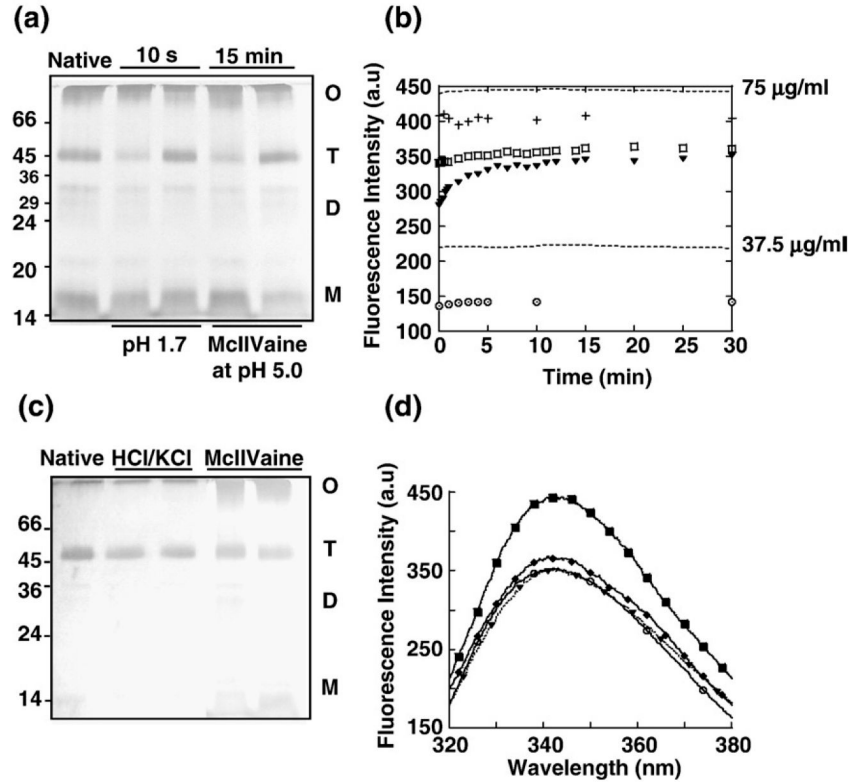 (a)
Native 10 s 15 min
O
66
T
45
36
29
D
24
20
M
14
pH 1.7 McIIVaine
at pH 5.0
(b)
Fluorescence Intensity (a.u)
450
400
350
300
250
200
150
100
75 µg/ml
37.5 µg/ml
0 5 10 15 20 25 30
Time (min)
(c)
Native HCl/KCl McIIVaine
O
66
T
45
36
D
24
M
14
(d)
Fluorescence Intensity (a.u)
450
350
250
150
320 340 360 380
Wavelength (nm)